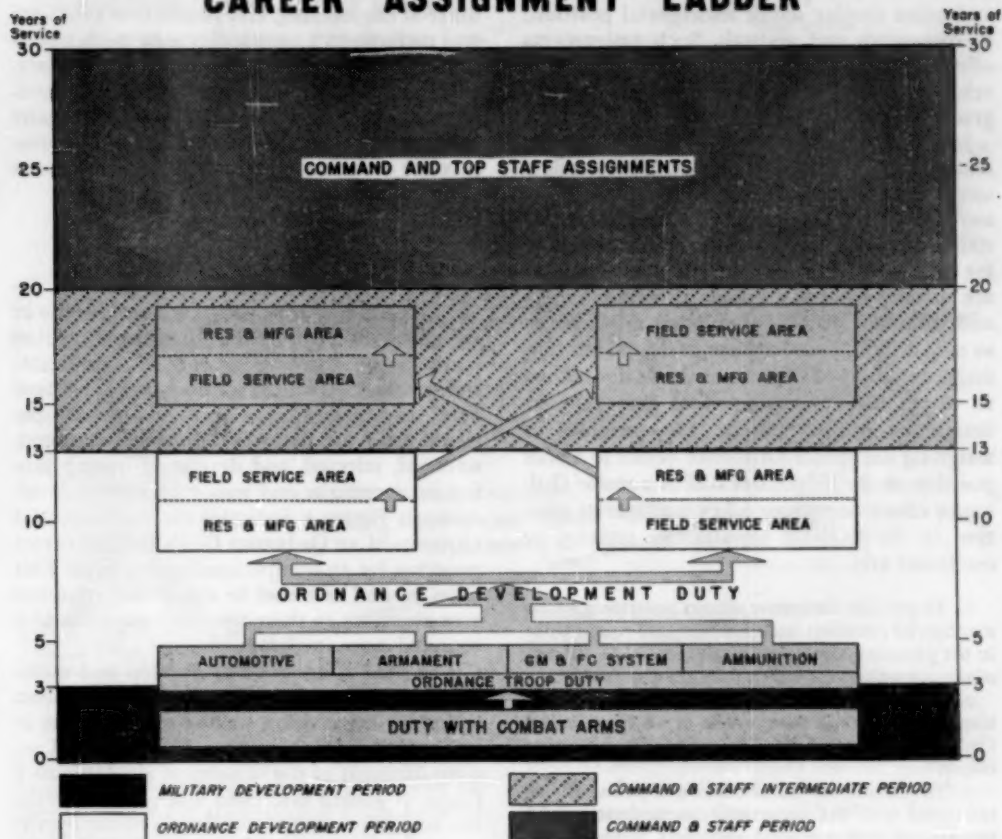 CAREER ASSIGNMENT LADDER
Years of Service
Years of Service
30
30
25
COMMAND AND TOP STAFF ASSIGNMENTS
25
20
20
RES & MFG AREA
FIELD SERVICE AREA
FIELD SERVICE AREA
RES & MFG AREA
15
15
13
13
FIELD SERVICE AREA
RES & MFG AREA
10
RES & MFG AREA
FIELD SERVICE AREA
10
ORDNANCE DEVELOPMENT DUTY
5
5
AUTOMOTIVE
ARMAMENT
GM & FC SYSTEM
AMMUNITION
3
ORDNANCE TROOP DUTY
3
DUTY WITH COMBAT ARMS
0
0
MILITARY DEVELOPMENT PERIOD
COMMAND & STAFF INTERMEDIATE PERIOD
ORDNANCE DEVELOPMENT PERIOD
COMMAND & STAFF PERIOD